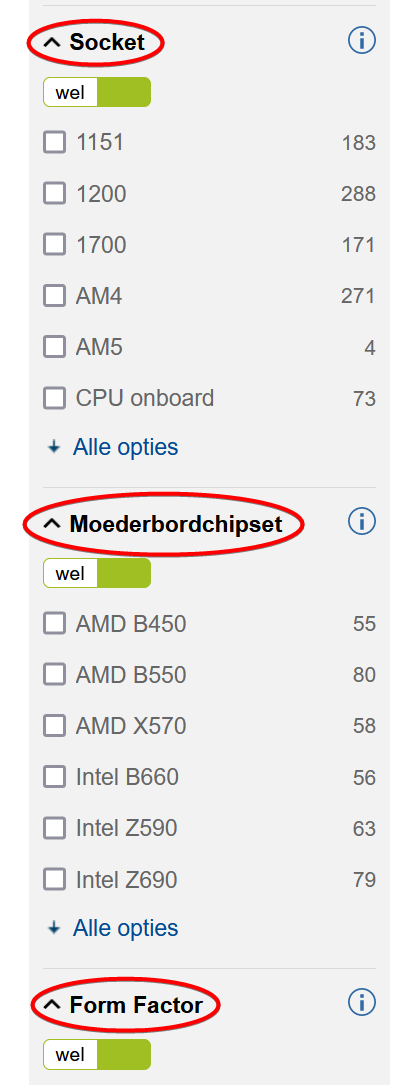 Socket
wel
1151 183
1200 288
1700 171
AM4 271
AM5 4
CPU onboard 73
Alle opties
Moederbordchipset
wel
AMD B450 55
AMD B550 80
AMD X570 58
Intel B660 56
Intel Z590 63
Intel Z690 79
Alle opties
Form Factor
wel